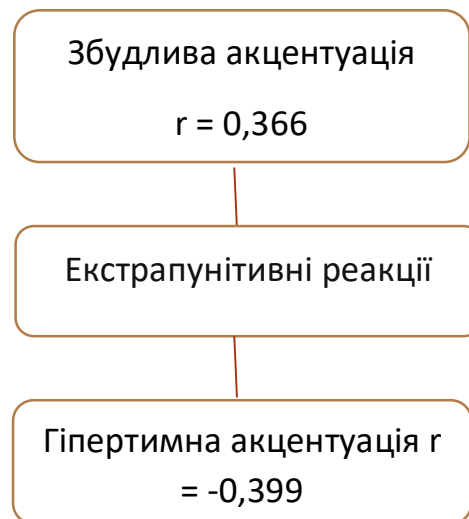 Збудлива акцентуація
r = 0,366
Екстрапунітивні реакції
Гіпертимна акцентуація r
= -0,399